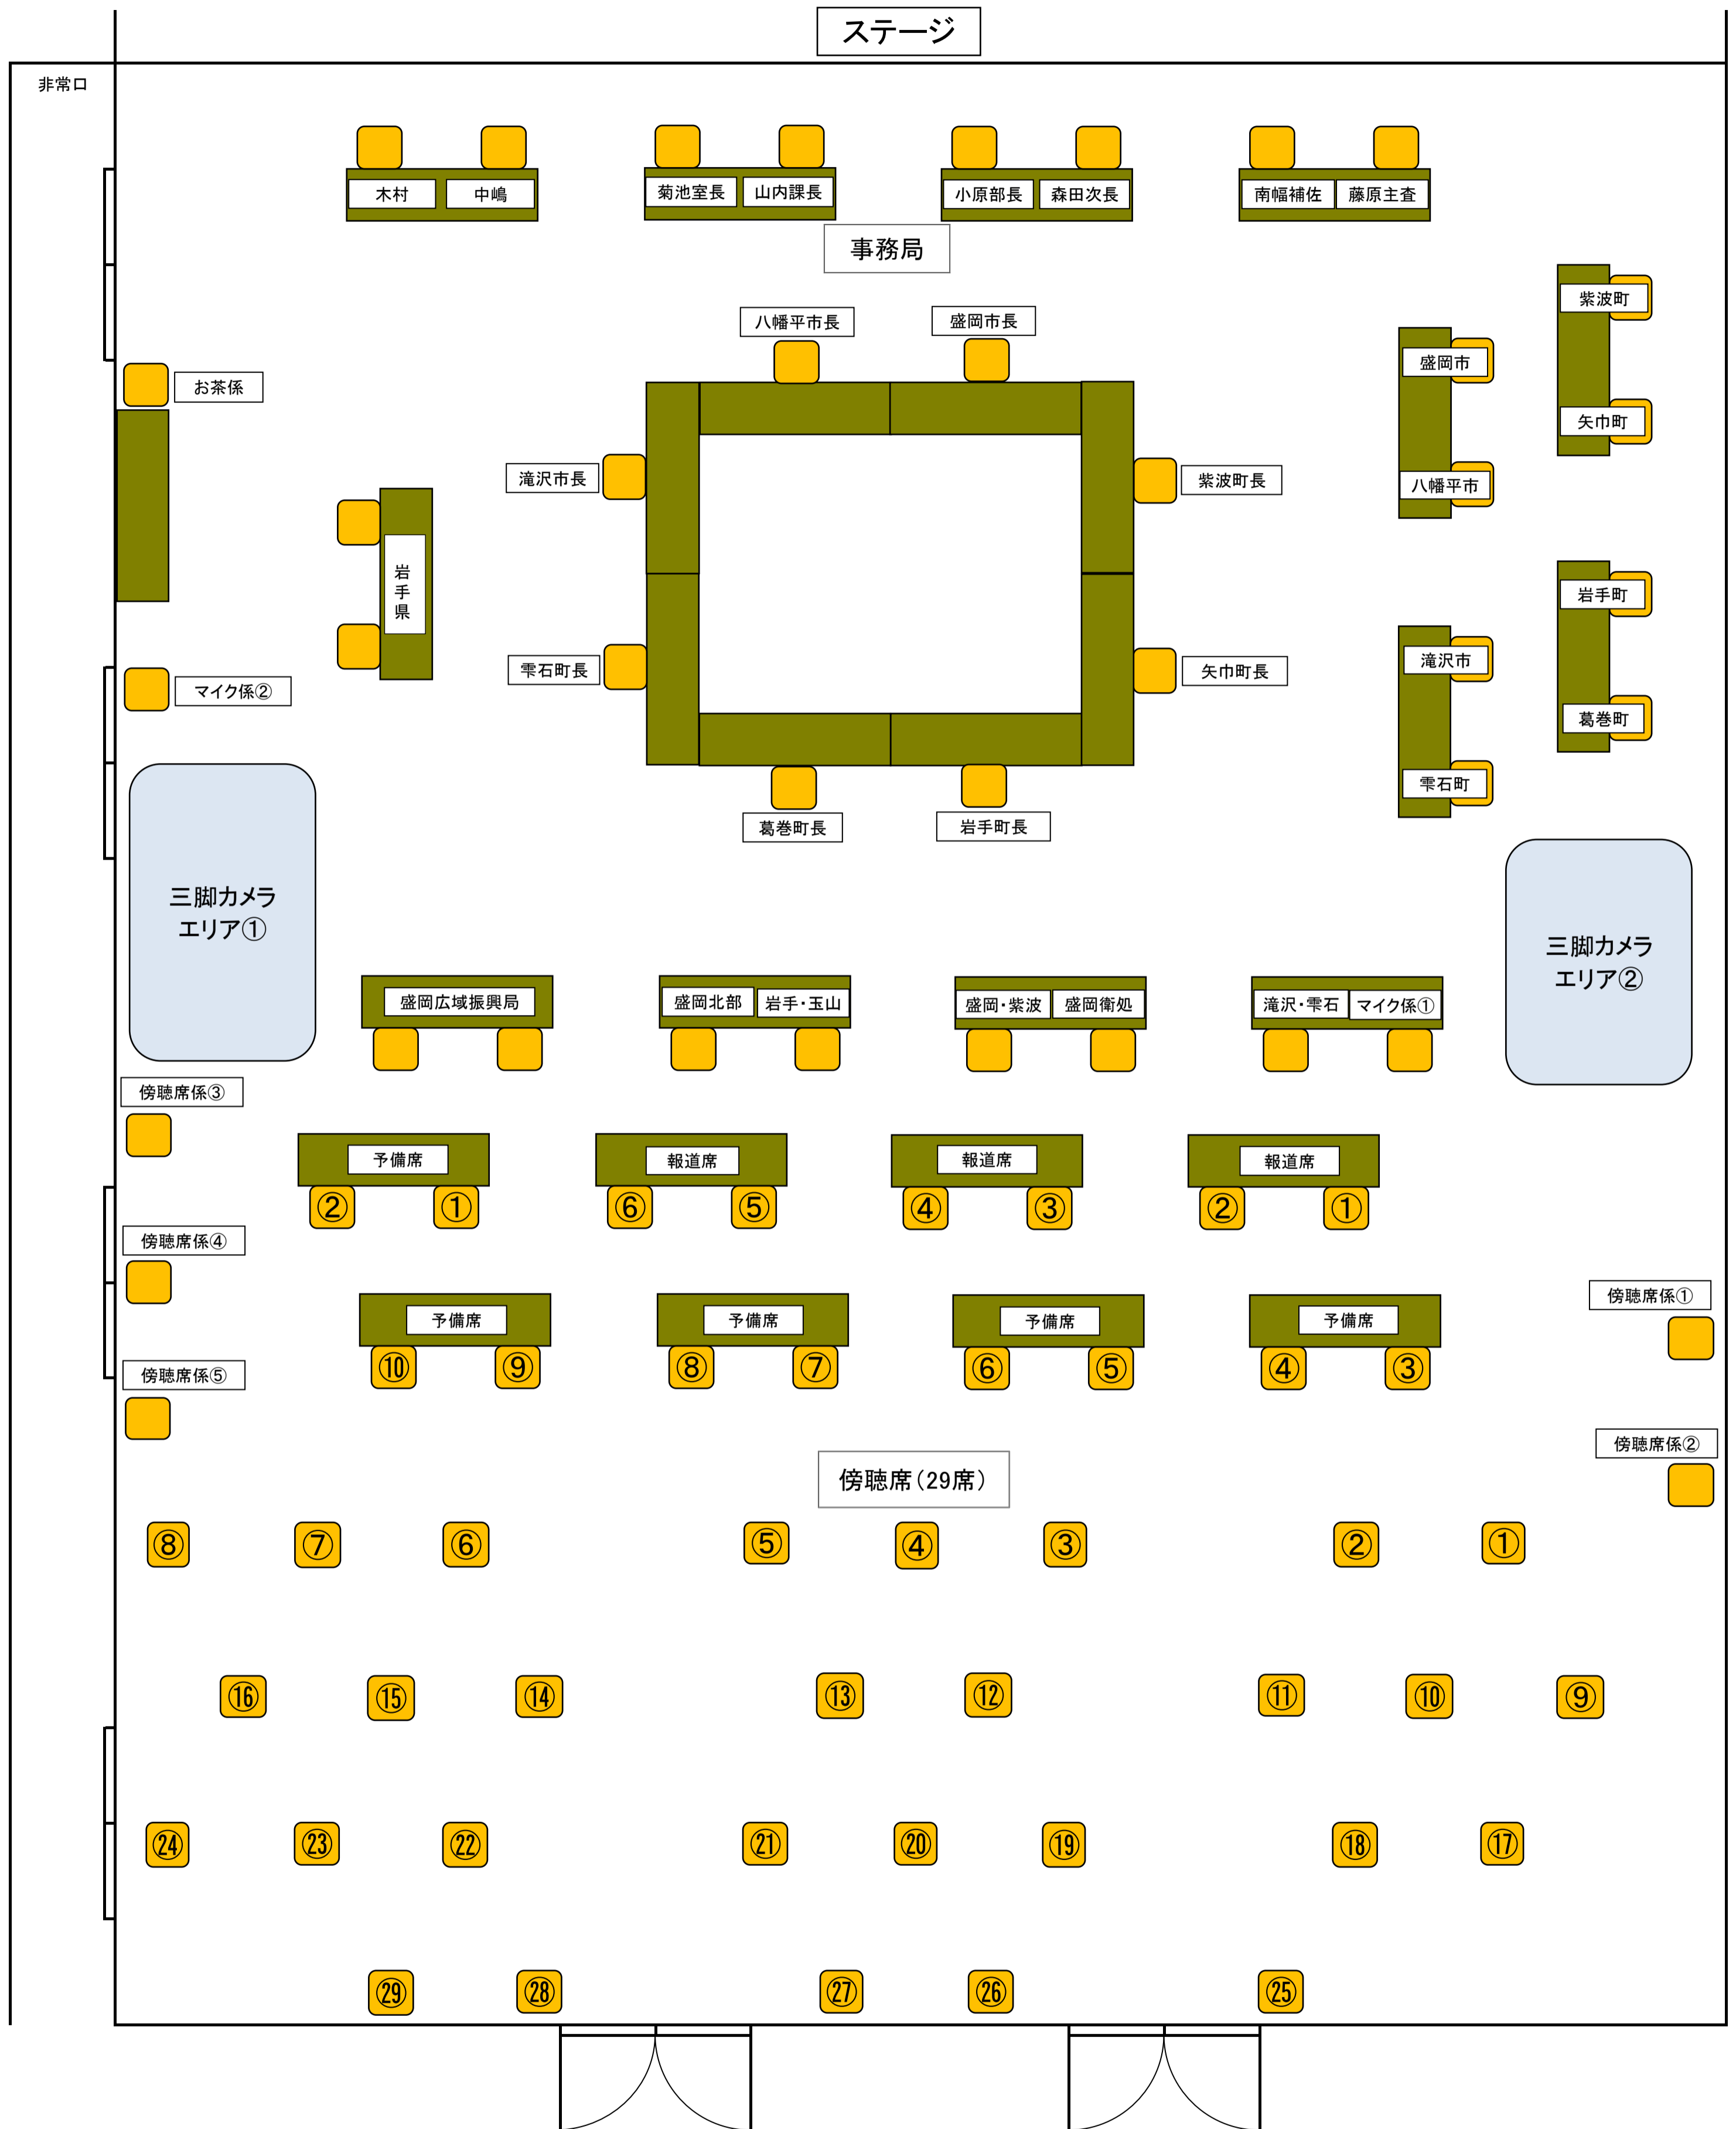 ステージ
非常口
木村
中嶋
菊池室長
山内課長
小原部長
森田次長
南幅補佐
藤原主査
事務局
紫波町
八幡平市長
盛岡市長
盛岡市
お茶係
矢巾町
滝沢市長
紫波町長
八幡平市
岩
手
県
岩手町
雫石町長
矢巾町長
滝沢市
マイク係②
葛巻町
雫石町
葛巻町長
岩手町長
三脚カメラ
エリア①
三脚カメラ
エリア②
盛岡広域振興局
盛岡北部
岩手・玉山
盛岡・紫波
盛岡衛処
滝沢・雫石
マイク係①
傍聴席係③
予備席
報道席
報道席
報道席
②
①
⑥
⑤
④
③
②
①
傍聴席係④
傍聴席係①
予備席
予備席
予備席
予備席
⑩
⑨
⑧
⑦
⑥
⑤
④
③
傍聴席係⑤
傍聴席係②
傍聴席(29席)
⑧
⑦
⑥
⑤
④
③
②
①
⑯
⑮
⑭
⑬
⑫
⑪
⑩
⑨
㉔
㉓
㉒
㉑
⑳
⑲
⑱
⑰
㉙
㉘
㉗
㉖
㉕